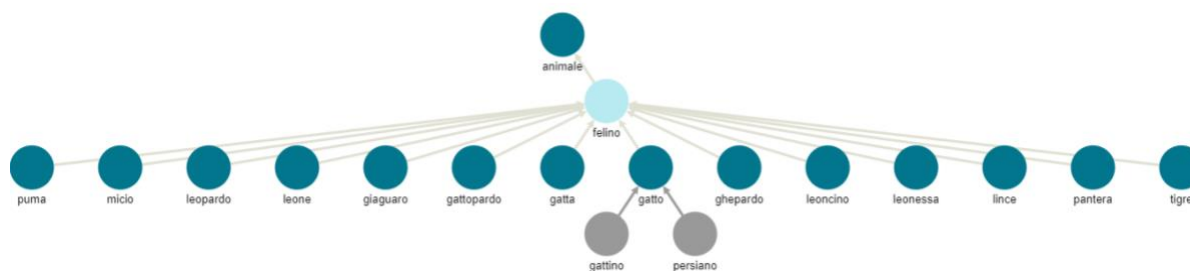 animale
felino
puma micio leopardo leone giaguaro gattopardo gatta gatto ghepardo leoncino leonessa lince pantera tigre
gattino persiano